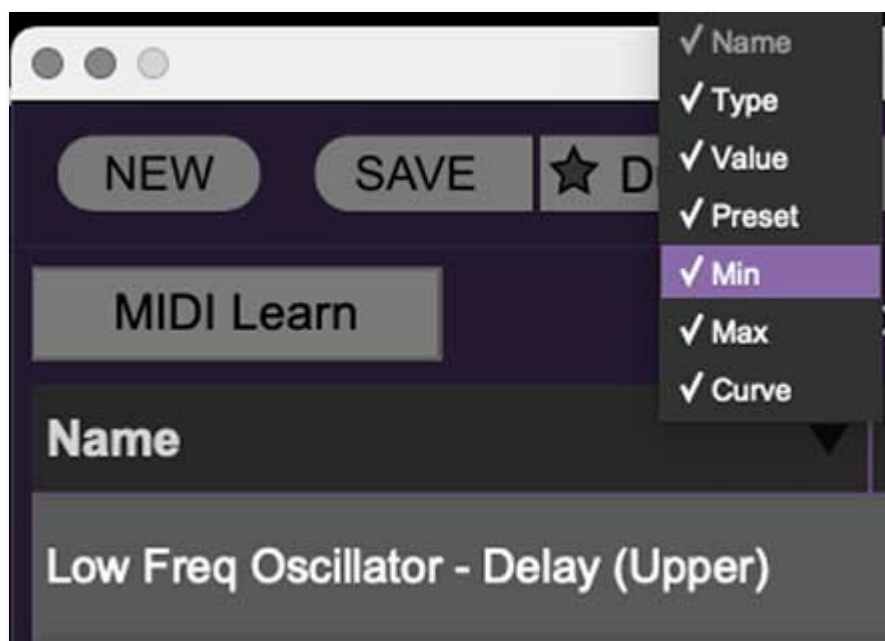 ✓ Name
✓ Type
✓ Value
✓ Preset
✓ Min
✓ Max
✓ Curve
NEW SAVE
MIDI Learn
Name
Low Freq Oscillator - Delay (Upper)